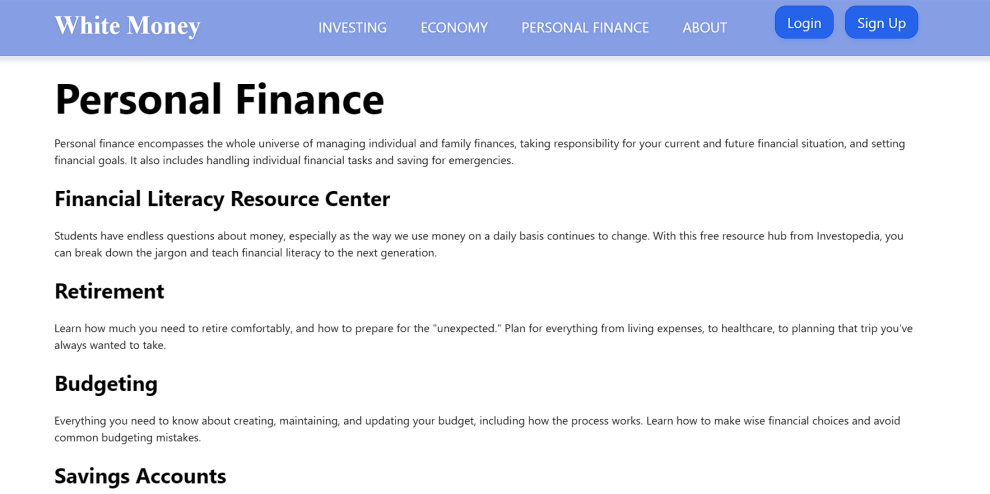 White Money
INVESTING ECONOMY PERSONAL FINANCE ABOUT Login Sign Up
Personal Finance
Personal finance encompasses the whole universe of managing individual and family finances, taking responsibility for your current and future financial situation, and setting
financial goals. It also includes handling individual financial tasks and saving for emergencies.
Financial Literacy Resource Center
Students have endless questions about money, especially as the way we use money on a daily basis continues to change. With this free resource hub from Investopedia, you
can break down the jargon and teach financial literacy to the next generation.
Retirement
Learn how much you need to retire comfortably, and how to prepare for the "unexpected." Plan for everything from living expenses, to healthcare, to planning that trip you've
always wanted to take.
Budgeting
Everything you need to know about creating, maintaining, and updating your budget, including how the process works. Learn how to make wise financial choices and avoid
common budgeting mistakes.
Savings Accounts